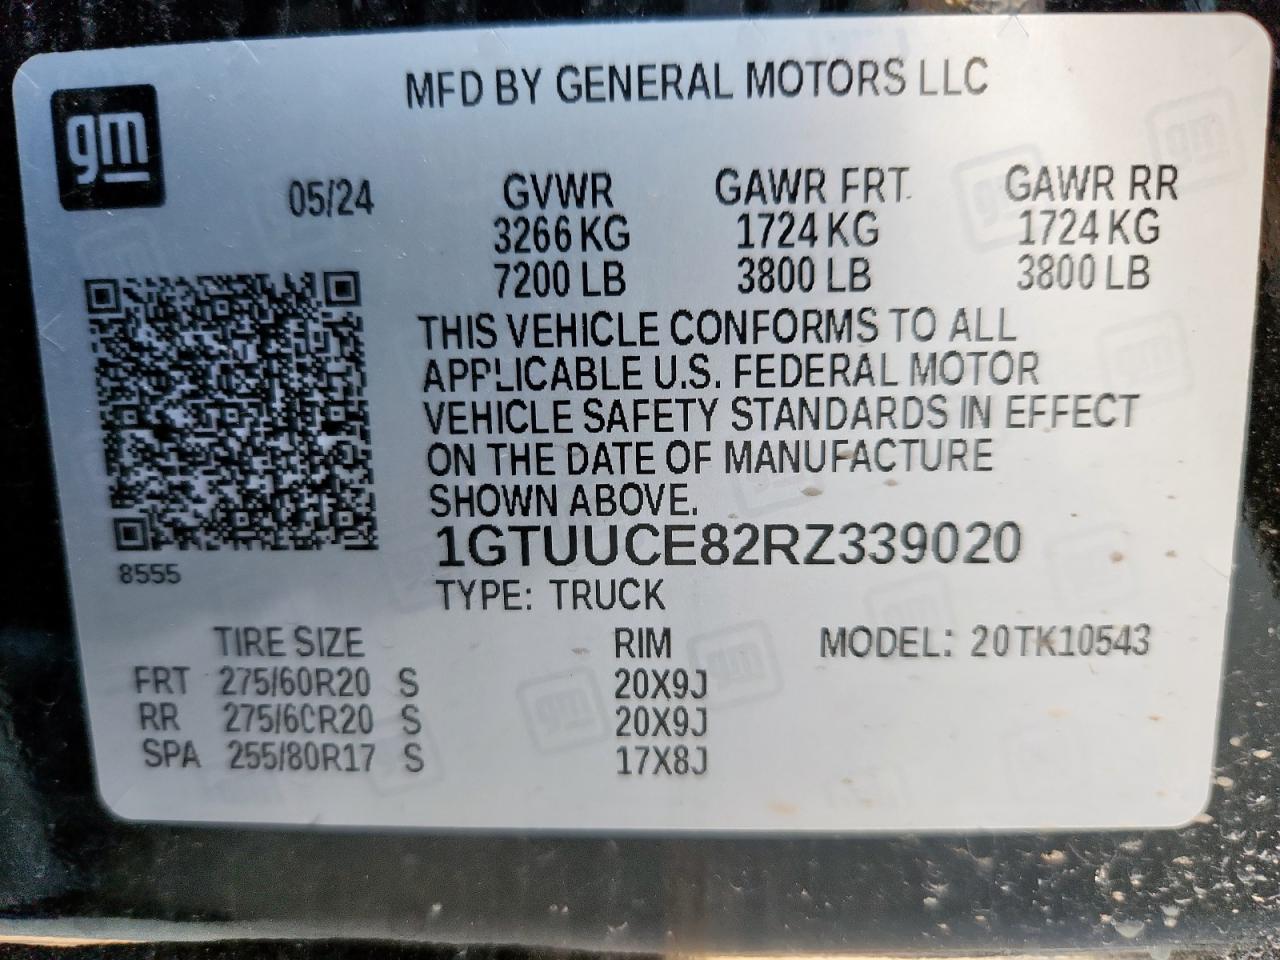 gm
MFD BY GENERAL MOTORS LLC
05/24 GVWR GAWR FRT GAWR RR
3266 KG 1724 KG 1724 KG
7200 LB 3800 LB 3800 LB
THIS VEHICLE CONFORMS TO ALL
APPLICABLE U.S. FEDERAL MOTOR
VEHICLE SAFETY STANDARDS IN EFFECT
ON THE DATE OF MANUFACTURE
SHOWN ABOVE.
1GTUUCE82RZ339020
8555
TYPE: TRUCK
TIRE SIZE RIM MODEL: 20TK10543
FRT 275/60R20 S 20X9J
RR 275/60R20 S 20X9J
SPA 255/80R17 S 17X8J